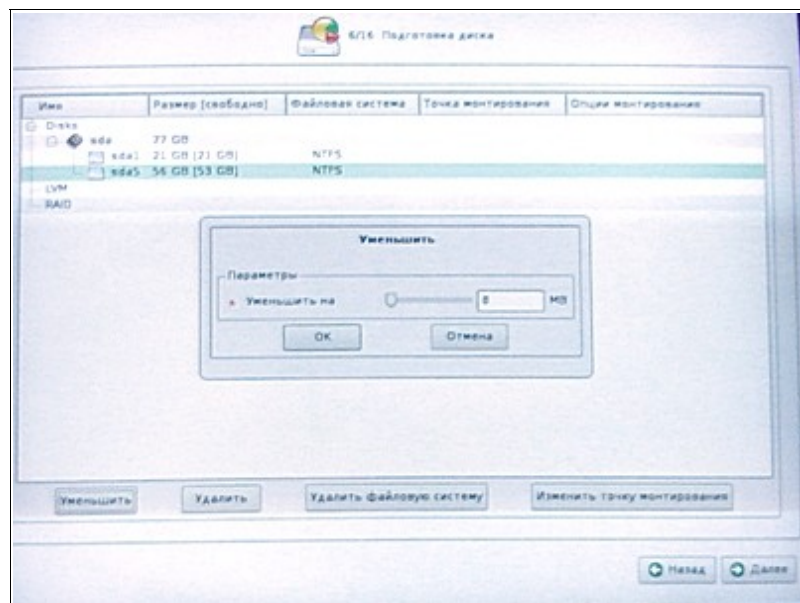 6/16 Подготовка диска
Имя Размер [свободно] Файловая система Точка монтирования Опции монтирования
Disks
sda 77 GB
sda1 21 GB [21 GB] NTFS
sda5 56 GB [53 GB] NTFS
LVM
RAID
Уменьшить
Параметры
* Уменьшить на MB
OK Отмена
Уменьшить Удалить Удалить файловую систему Изменить точку монтирования
Назад Далее